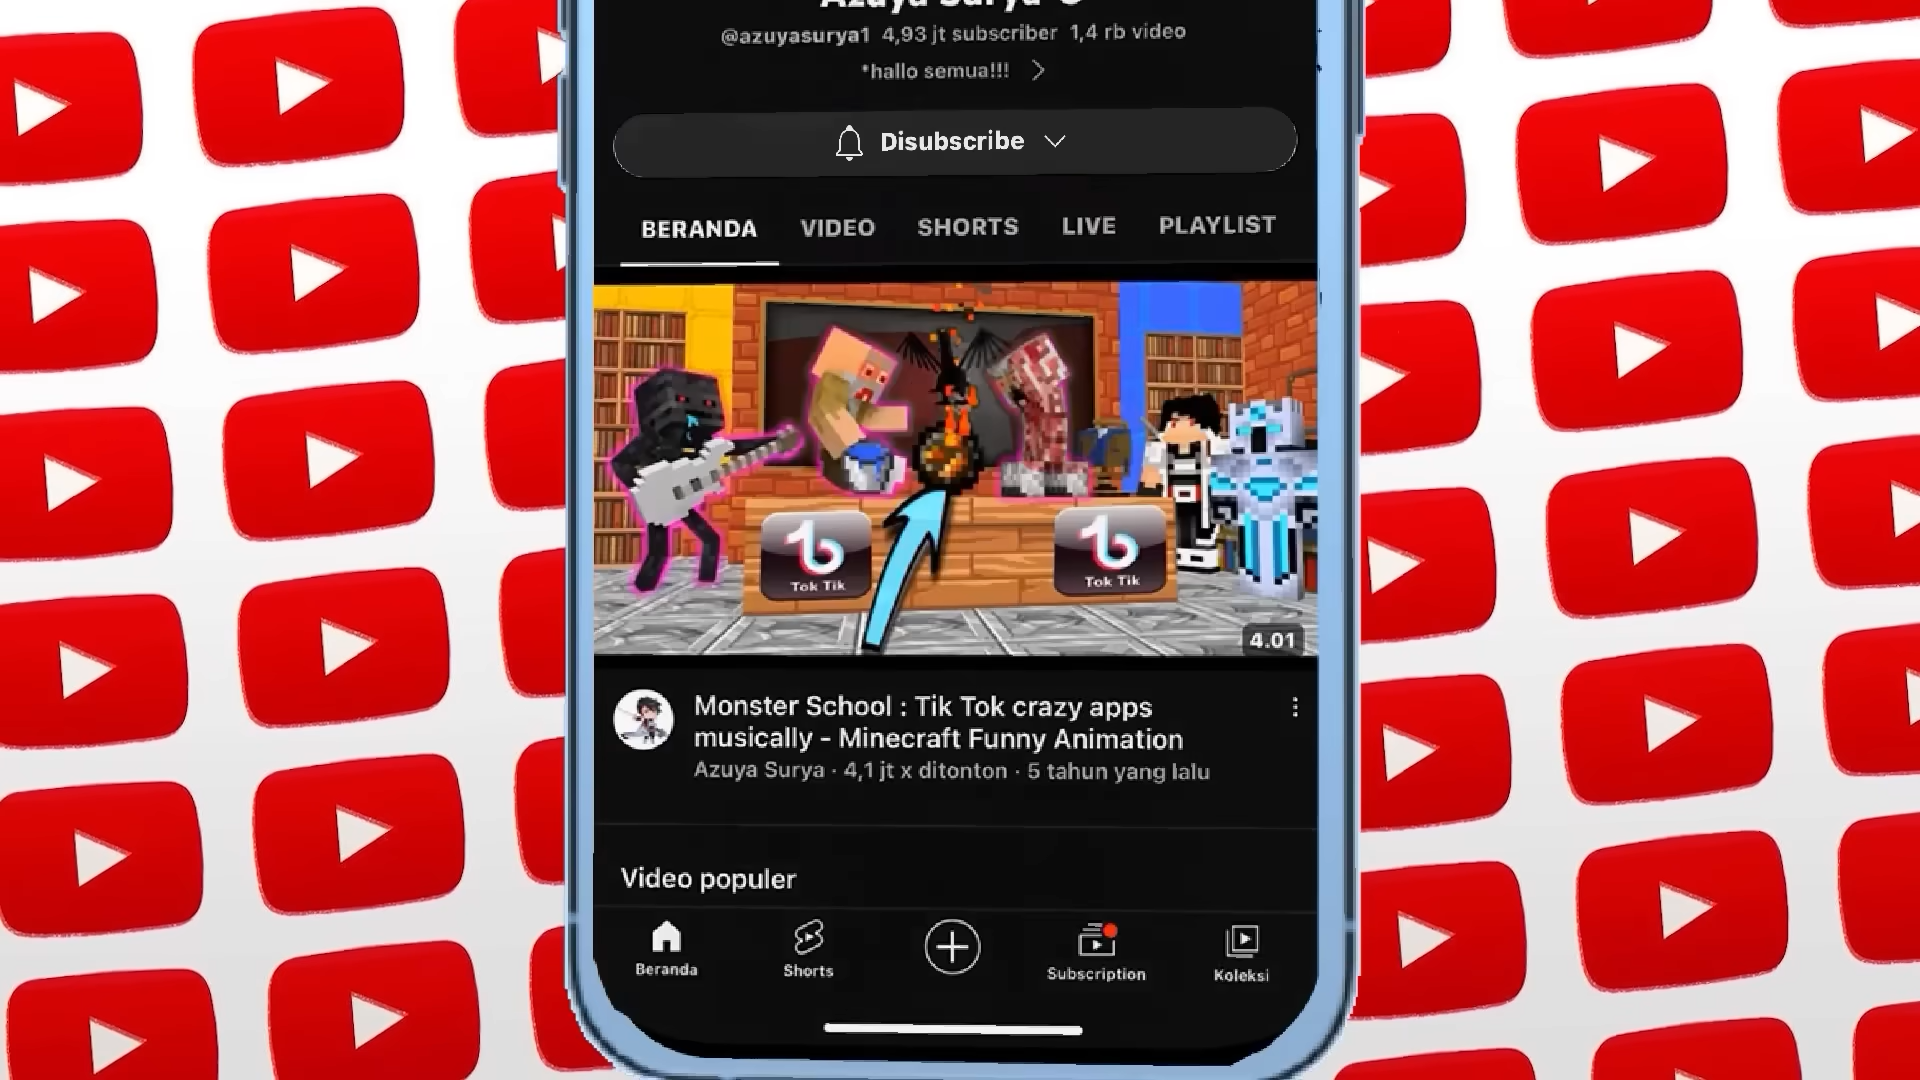 Azuya Surya
@azuyasurya1 4,93 jt subscriber 1,4 rb video
*hallo semua!!!
Disubscribe
BERANDA VIDEO SHORTS LIVE PLAYLIST
Tok Tik
Tok Tik
4.01
Monster School : Tik Tok crazy apps
musically - Minecraft Funny Animation
Azuya Surya · 4,1 jt x ditonton · 5 tahun yang lalu
Video populer
Beranda Shorts Subscription Koleksi